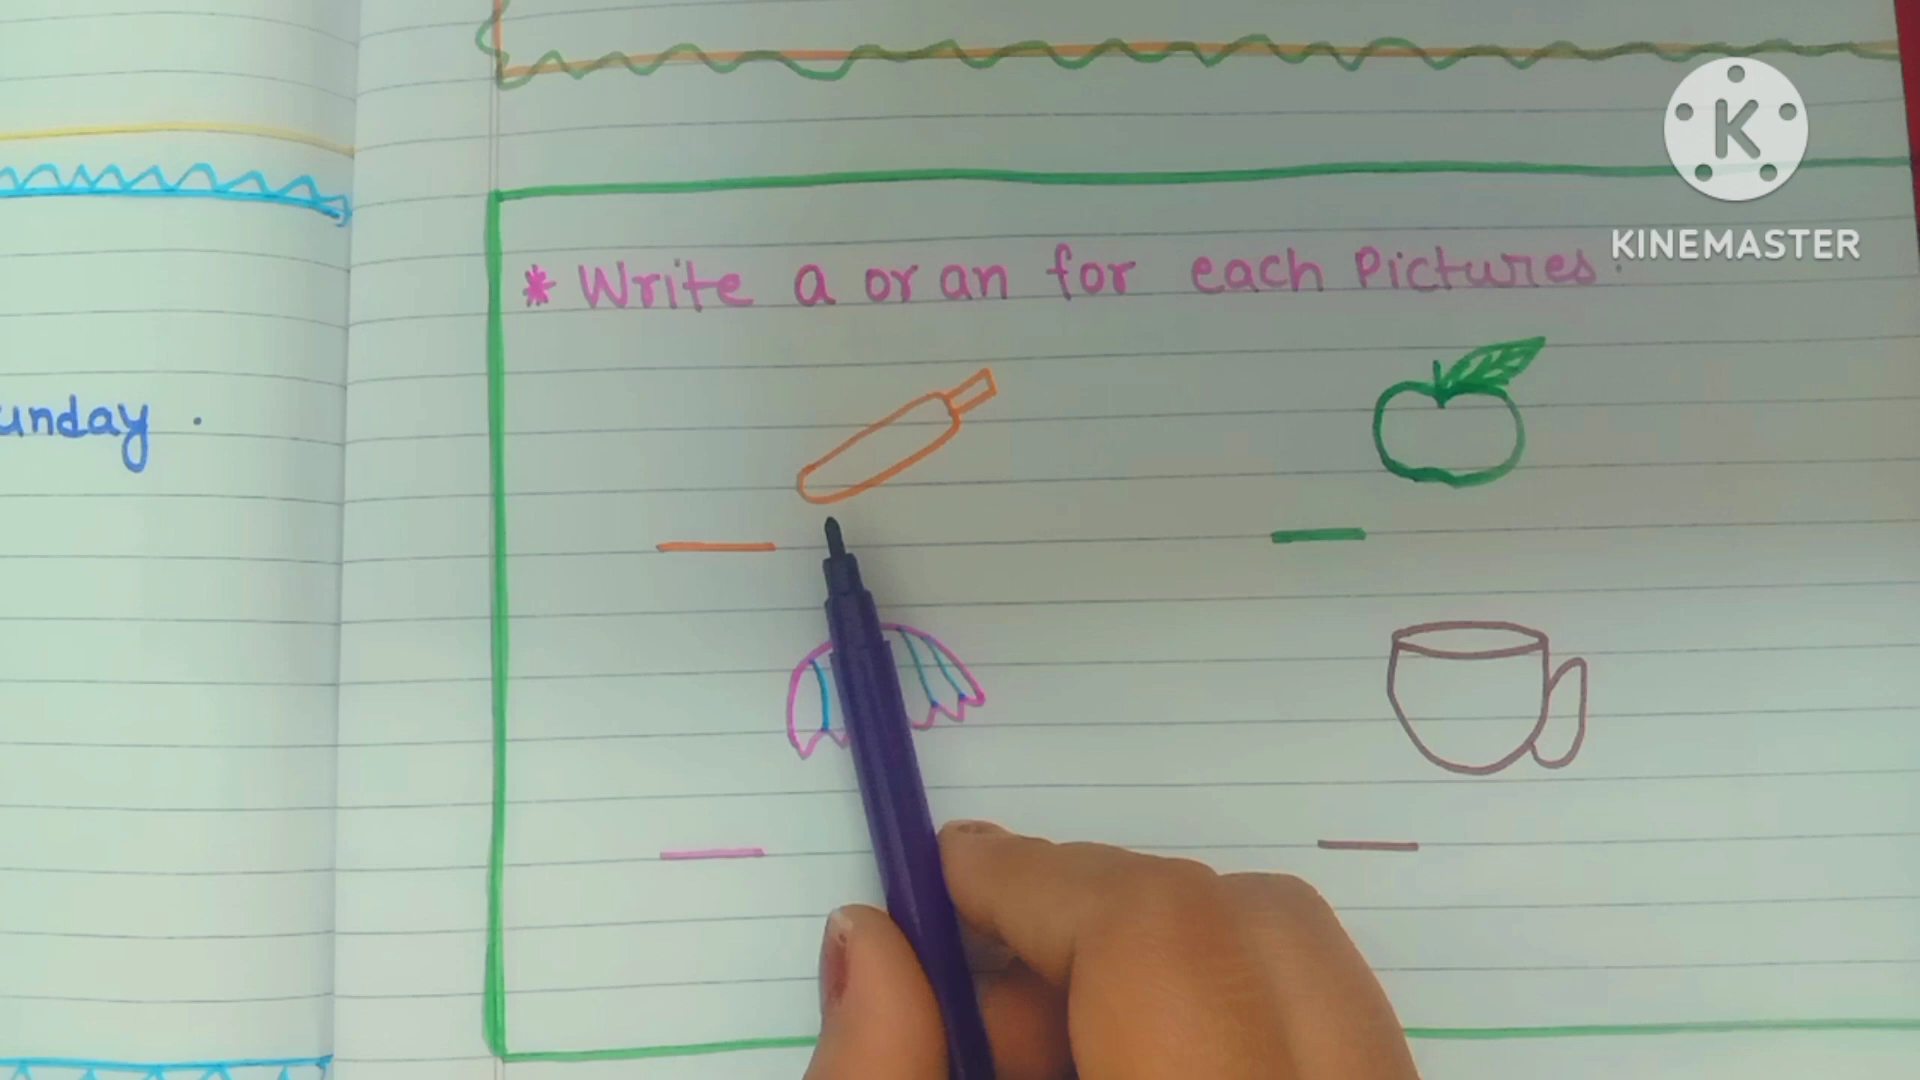 K
KINEMASTER
* Write a or an for each Pictures.
unday .